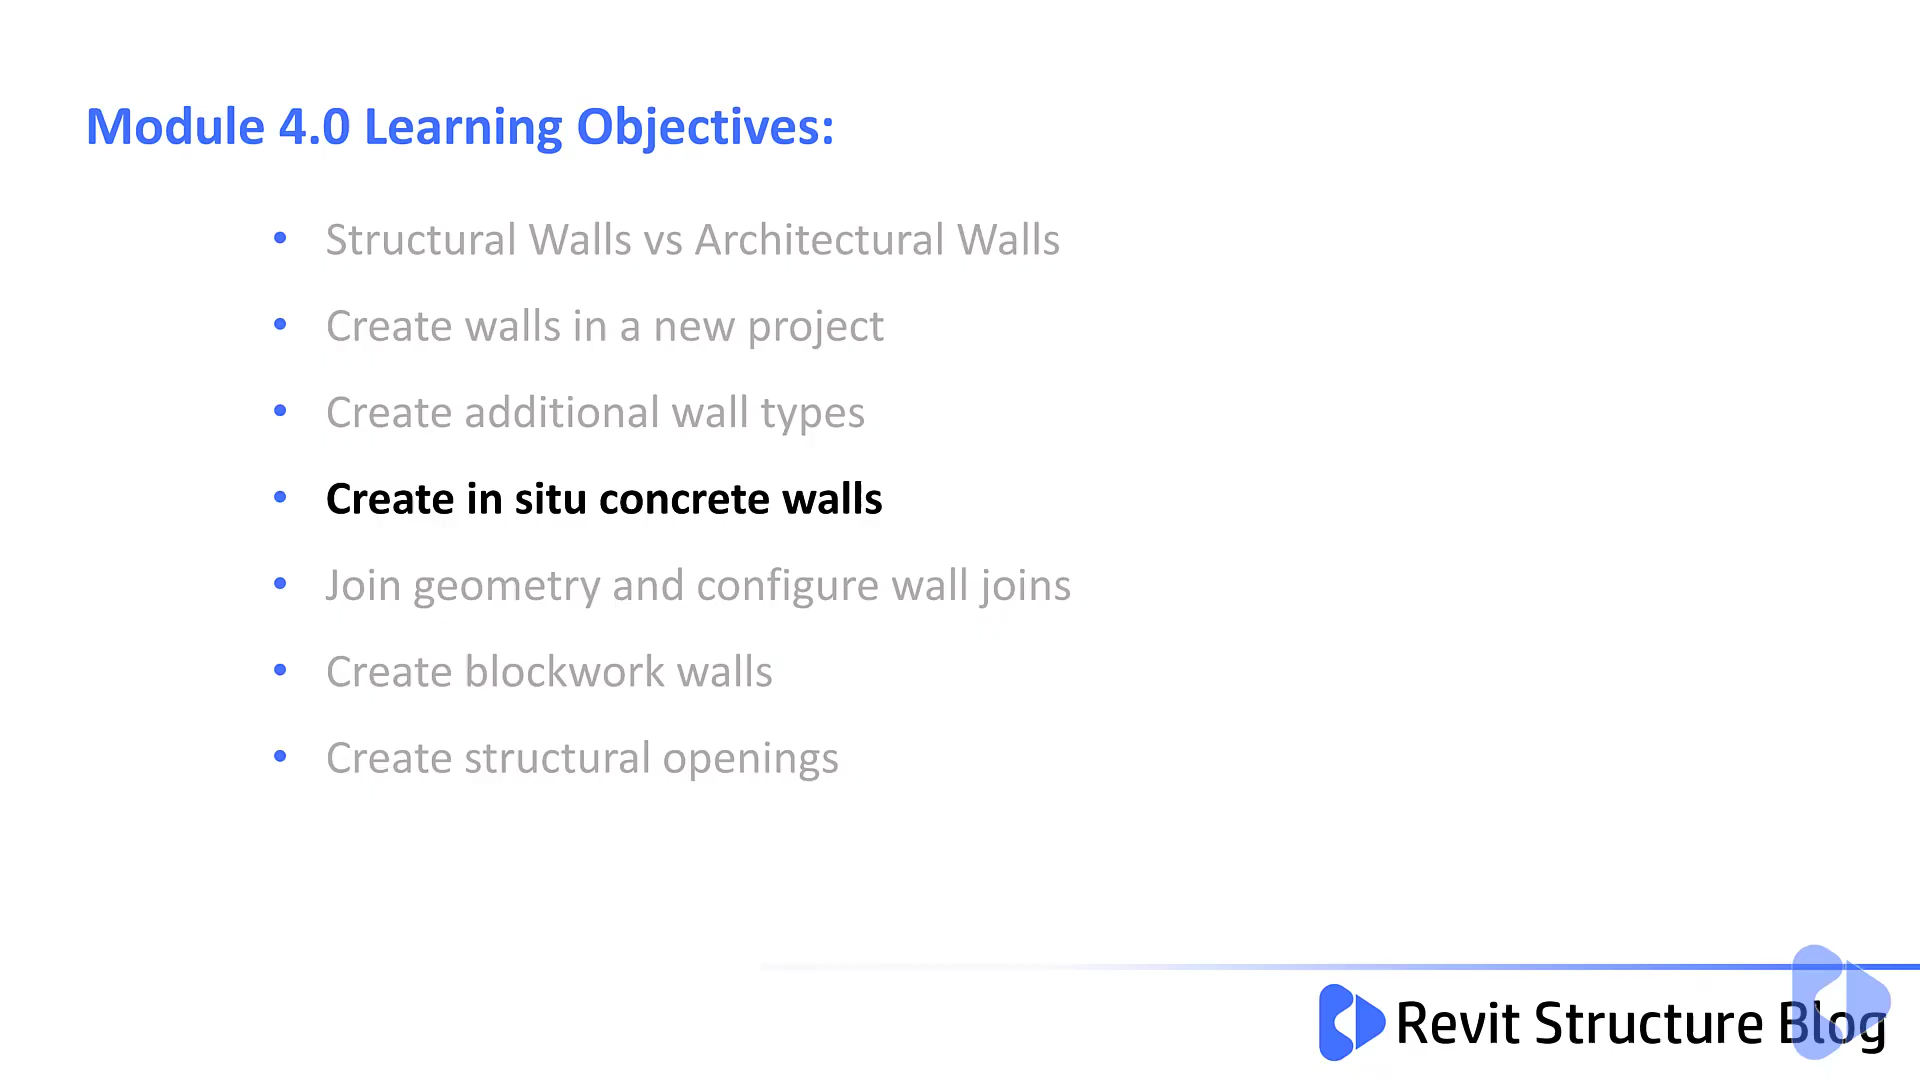 Module 4.0 Learning Objectives:
• Structural Walls vs Architectural Walls
• Create walls in a new project
• Create additional wall types
• Create in situ concrete walls
• Join geometry and configure wall joins
• Create blockwork walls
• Create structural openings
Revit Structure Blog